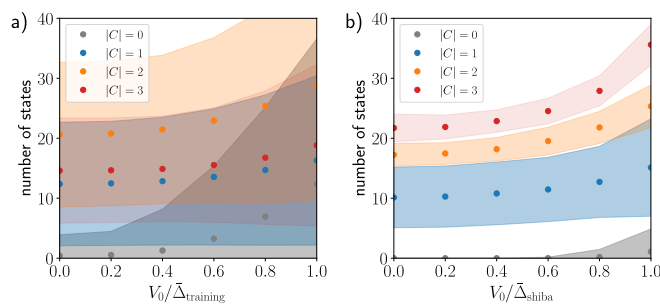 a)
number of states
40
30
20
10
0
|C| = 0
|C| = 1
|C| = 2
|C| = 3
0.0 0.2 0.4 0.6 0.8 1.0
V₀/Δ̄training
b)
number of states
40
30
20
10
0
|C| = 0
|C| = 1
|C| = 2
|C| = 3
0.0 0.2 0.4 0.6 0.8 1.0
V₀/Δ̄shiba